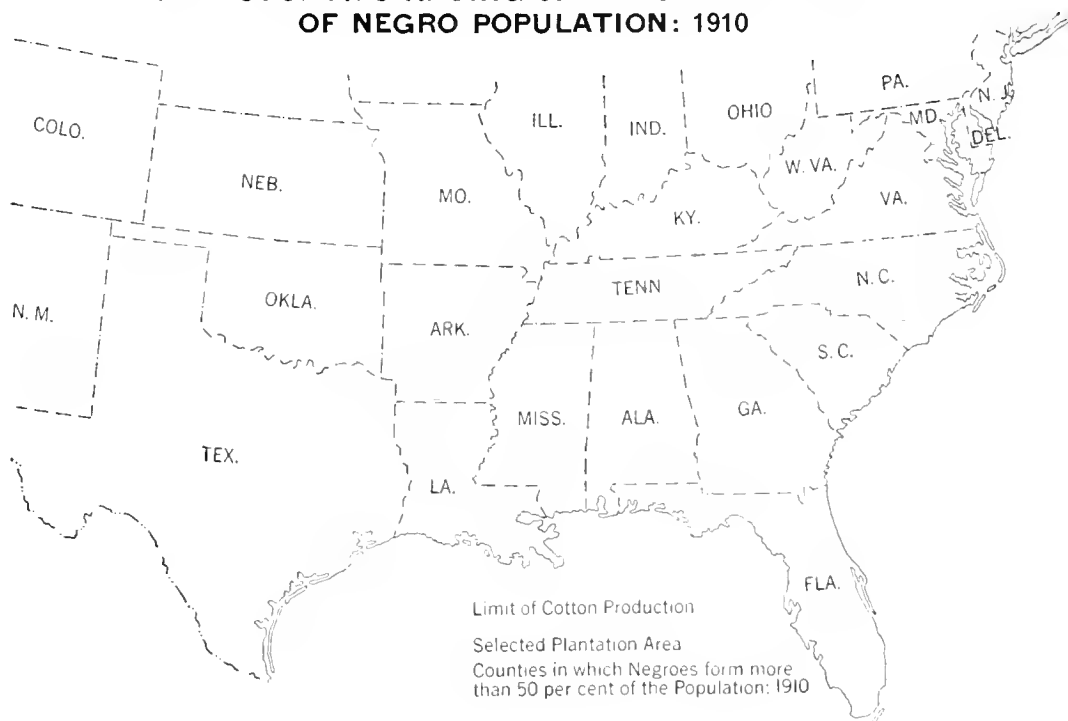 OF NEGRO POPULATION: 1910
COLO.
NEB.
MO.
ILL.
IND.
OHIO
PA.
N. J.
MD.
DEL.
W. VA.
VA.
KY.
N. M.
OKLA.
ARK.
TENN
N. C.
S. C.
TEX.
LA.
MISS.
ALA.
GA.
FLA.
Limit of Cotton Production
Selected Plantation Area
Counties in which Negroes form more
than 50 per cent of the Population: 1910